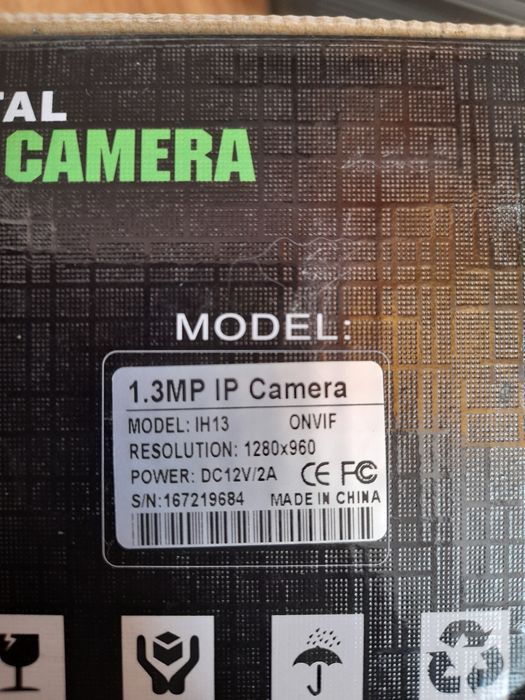 TAL
CAMERA
MODEL:
1.3MP IP Camera
MODEL: IH13 ONVIF
RESOLUTION: 1280x960
POWER: DC12V/2A CE FC
S/N:167219684 MADE IN CHINA